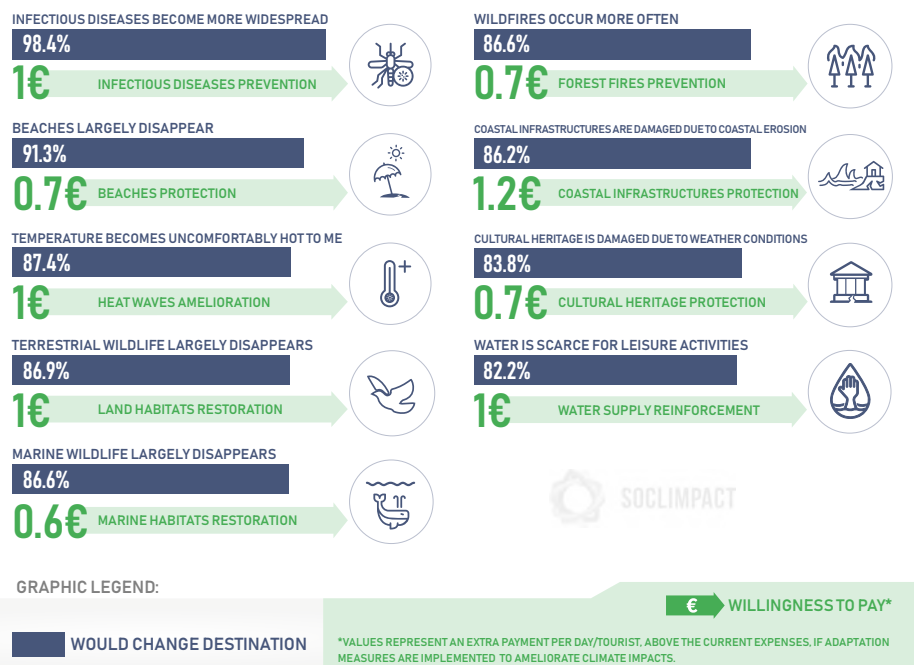 INFECTIOUS DISEASES BECOME MORE WIDESPREAD
98.4%
1€ INFECTIOUS DISEASES PREVENTION
BEACHES LARGELY DISAPPEAR
91.3%
0.7€ BEACHES PROTECTION
TEMPERATURE BECOMES UNCOMFORTABLY HOT TO ME
87.4%
1€ HEAT WAVES AMELIORATION
TERRESTRIAL WILDLIFE LARGELY DISAPPEARS
86.9%
1€ LAND HABITATS RESTORATION
MARINE WILDLIFE LARGELY DISAPPEARS
86.6%
0.6€ MARINE HABITATS RESTORATION
WILDFIRES OCCUR MORE OFTEN
86.6%
0.7€ FOREST FIRES PREVENTION
COASTAL INFRASTRUCTURES ARE DAMAGED DUE TO COASTAL EROSION
86.2%
1.2€ COASTAL INFRASTRUCTURES PROTECTION
CULTURAL HERITAGE IS DAMAGED DUE TO WEATHER CONDITIONS
83.8%
0.7€ CULTURAL HERITAGE PROTECTION
WATER IS SCARCE FOR LEISURE ACTIVITIES
82.2%
1€ WATER SUPPLY REINFORCEMENT
SOCLIMPACT
GRAPHIC LEGEND:
WOULD CHANGE DESTINATION
€ WILLINGNESS TO PAY*
*VALUES REPRESENT AN EXTRA PAYMENT PER DAY/TOURIST, ABOVE THE CURRENT EXPENSES, IF ADAPTATION
MEASURES ARE IMPLEMENTED TO AMELIORATE CLIMATE IMPACTS.